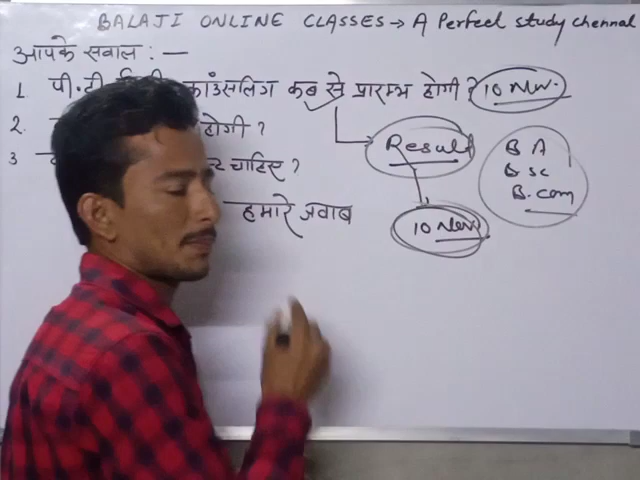 BALAJI ONLINE CLASSES → A Perfect study chennal
आपके सवाल : —
1. पी.टी. काउंसलिग कब से प्रारम्भ होगी ? 10 Nov.
2. होगी ?
3 चाहिए ?
हमारे जवाब
Result
10 Nov
B A
B sc
B. com